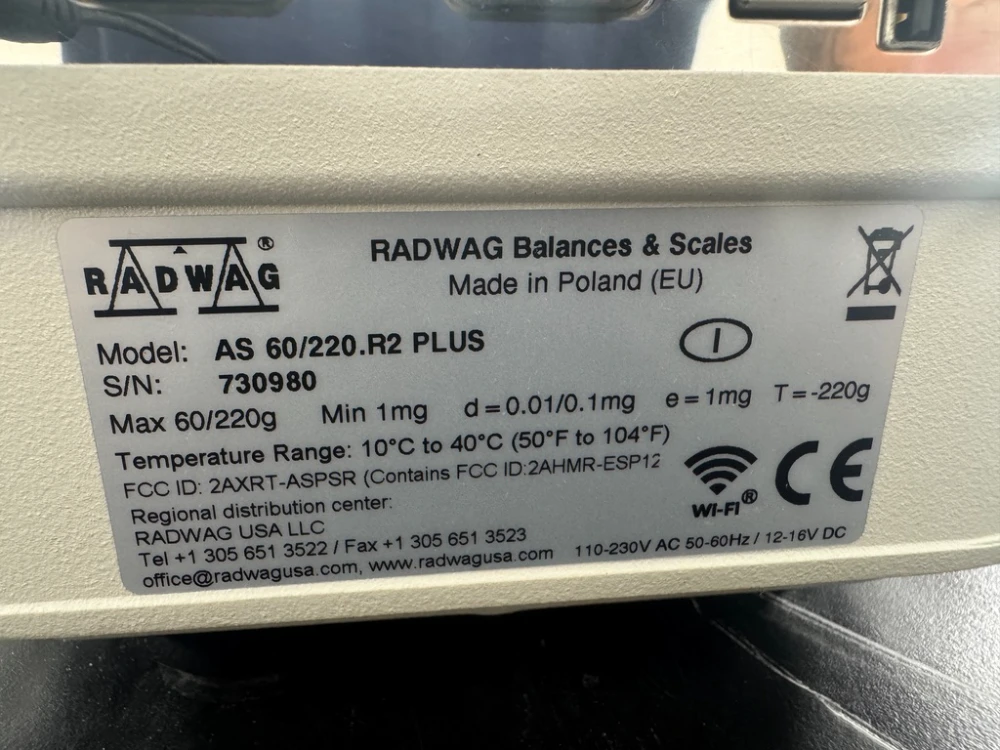 RADWAG®
RADWAG Balances & Scales
Made in Poland (EU)
Model: AS 60/220.R2 PLUS
S/N: 730980
I
Max 60/220g Min 1mg d=0.01/0.1mg e=1mg T=-220g
Temperature Range: 10°C to 40°C (50°F to 104°F)
FCC ID: 2AXRT-ASPSR (Contains FCC ID:2AHMR-ESP12
Regional distribution center:
RADWAG USA LLC
Tel +1 305 651 3522 / Fax +1 305 651 3523
office@radwagusa.com, www.radwagusa.com
WI-FI®
CE
110-230V AC 50-60Hz / 12-16V DC